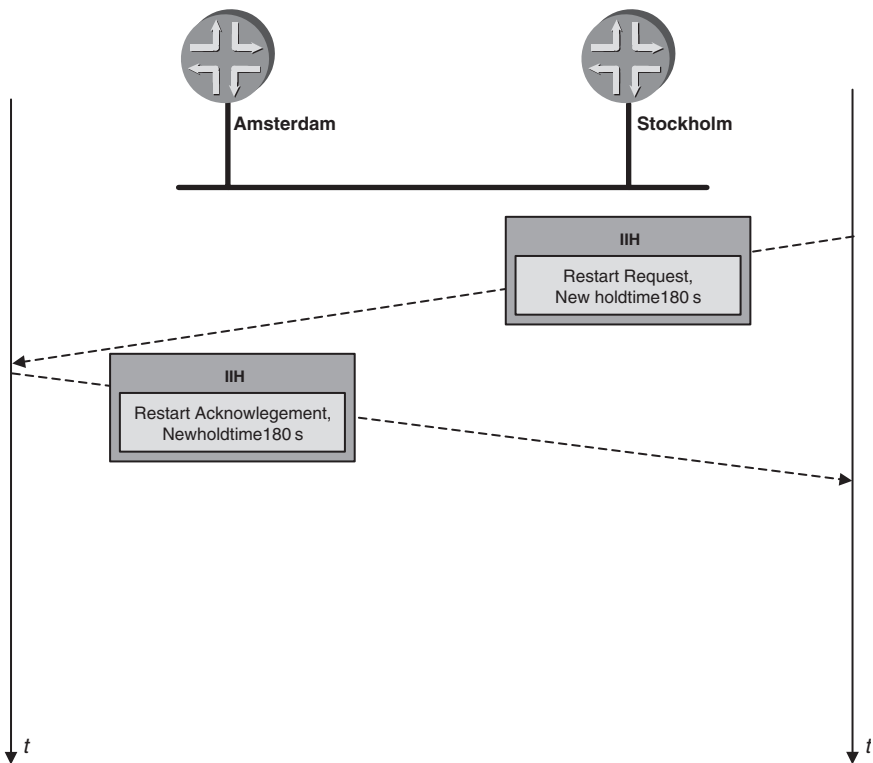 Amsterdam
Stockholm
IIH
Restart Request,
New holdtime180 s
IIH
Restart Acknowlegement,
Newholdtime180 s
t
t